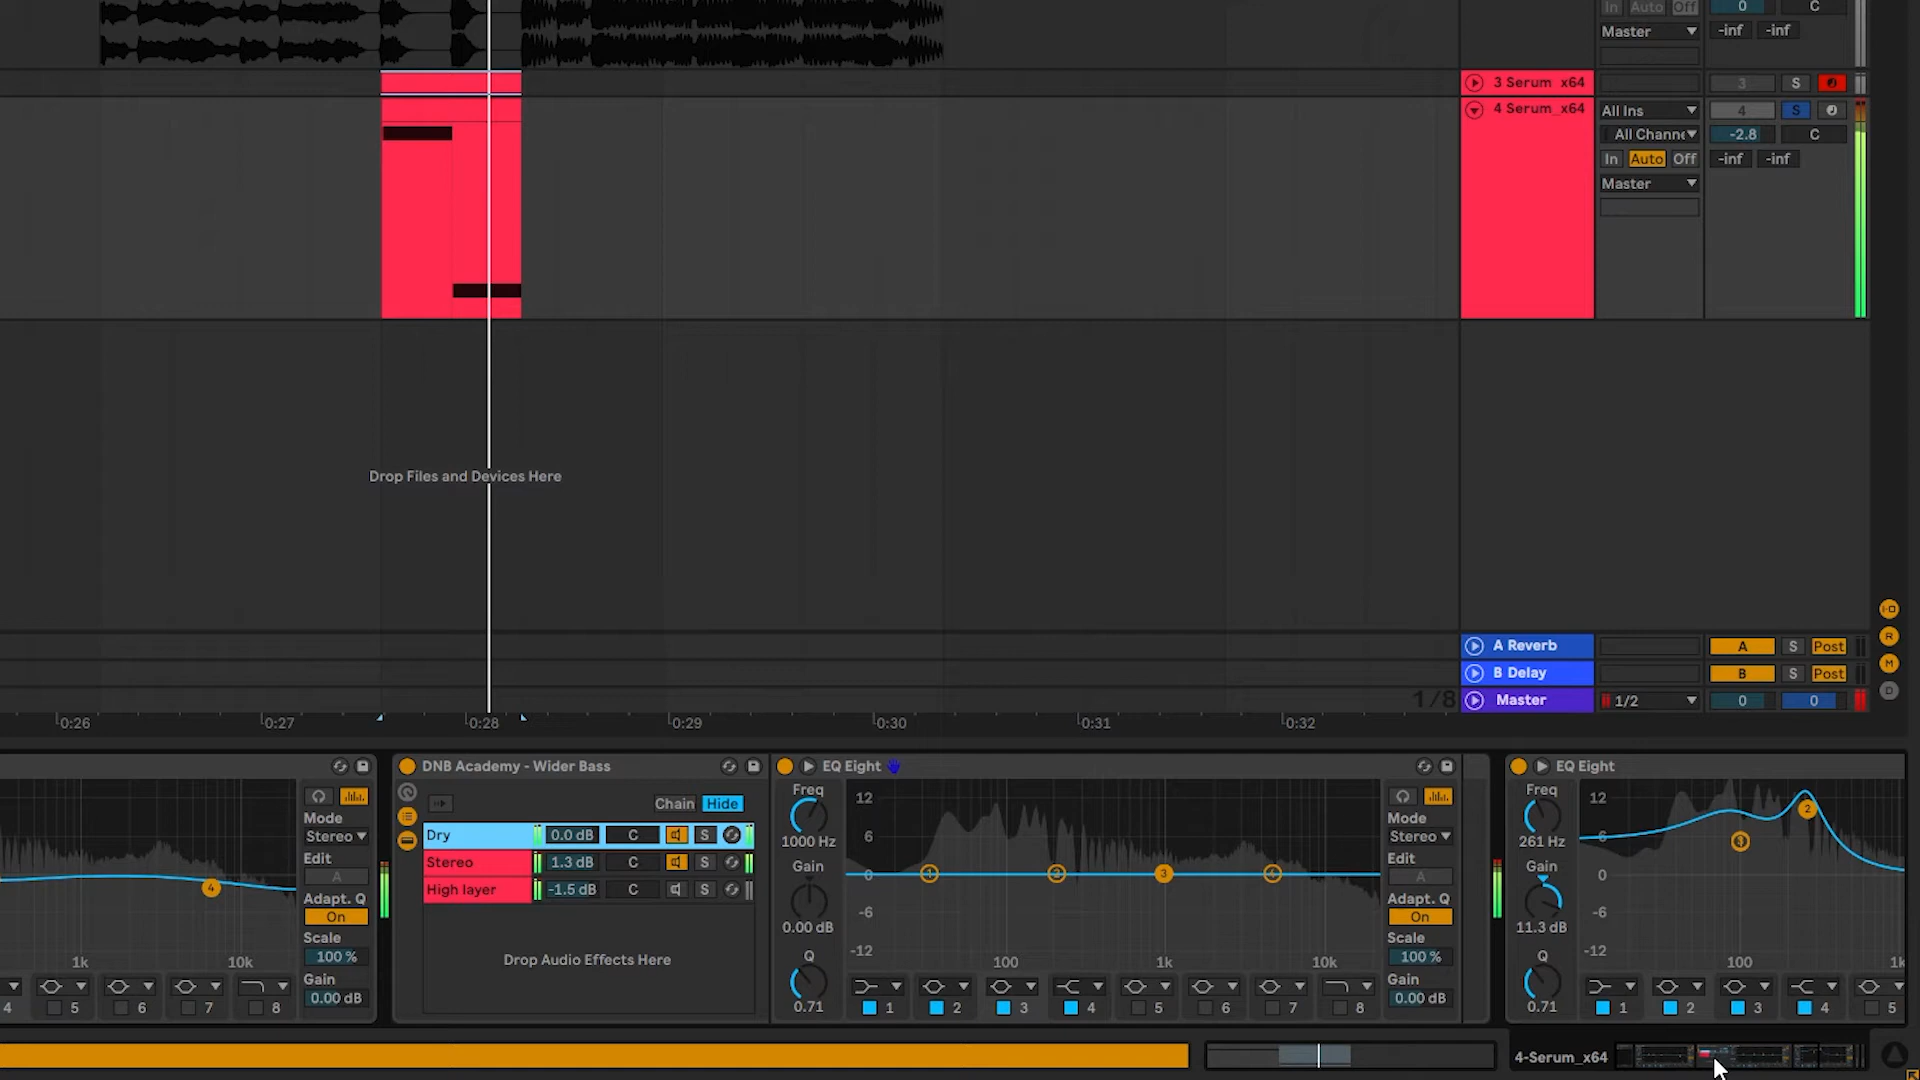 In Auto Off 0 C
Master -inf -inf
3 Serum_x64 3 S
4 Serum_x64 All Ins 4 S
All Channe -2.8 C
In Auto Off -inf -inf
Master
Drop Files and Devices Here
A Reverb A S Post
B Delay B S Post
1/8 Master 1/2 0 0
0:26 0:27 0:28 0:29 0:30 0:31 0:32
I-O
R
M
D
Mode
Stereo
Edit
A
Adapt. Q
On
Scale
100 %
Gain
0.00 dB
4
1k 10k
4 5 6 7 8
DNB Academy - Wider Bass
Chain Hide
Dry 0.0 dB C S
Stereo 1.3 dB C S
High layer -1.5 dB C S
Drop Audio Effects Here
EQ Eight
Freq
1000 Hz
Gain
0.00 dB
Q
0.71
12
6
0
-6
-12
1 2 3 4
100 1k 10k
1 2 3 4 5 6 7 8
Mode
Stereo
Edit
A
Adapt. Q
On
Scale
100 %
Gain
0.00 dB
EQ Eight
Freq
261 Hz
Gain
11.3 dB
Q
0.71
12
6
0
-6
-12
2
100 1k
1 2 3 4 5
4-Serum_x64